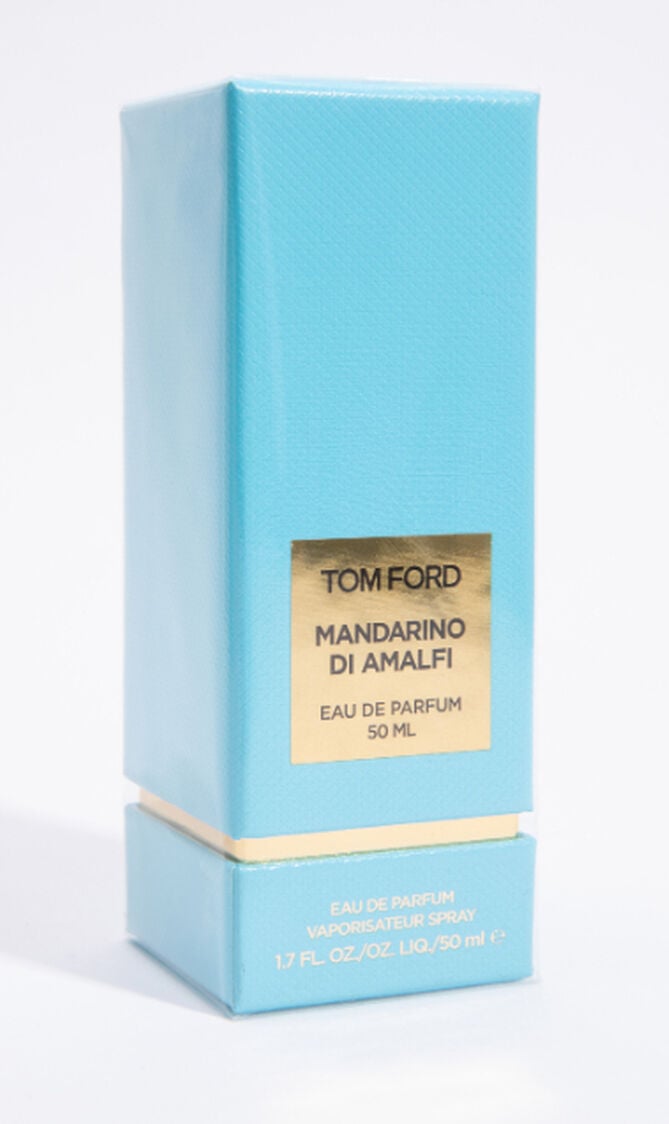 TOM FORD
MANDARINO
DI AMALFI
EAU DE PARFUM
50 ML
EAU DE PARFUM
VAPORISATEUR SPRAY
1.7 FL. OZ./OZ. LIQ./50 ml ℮